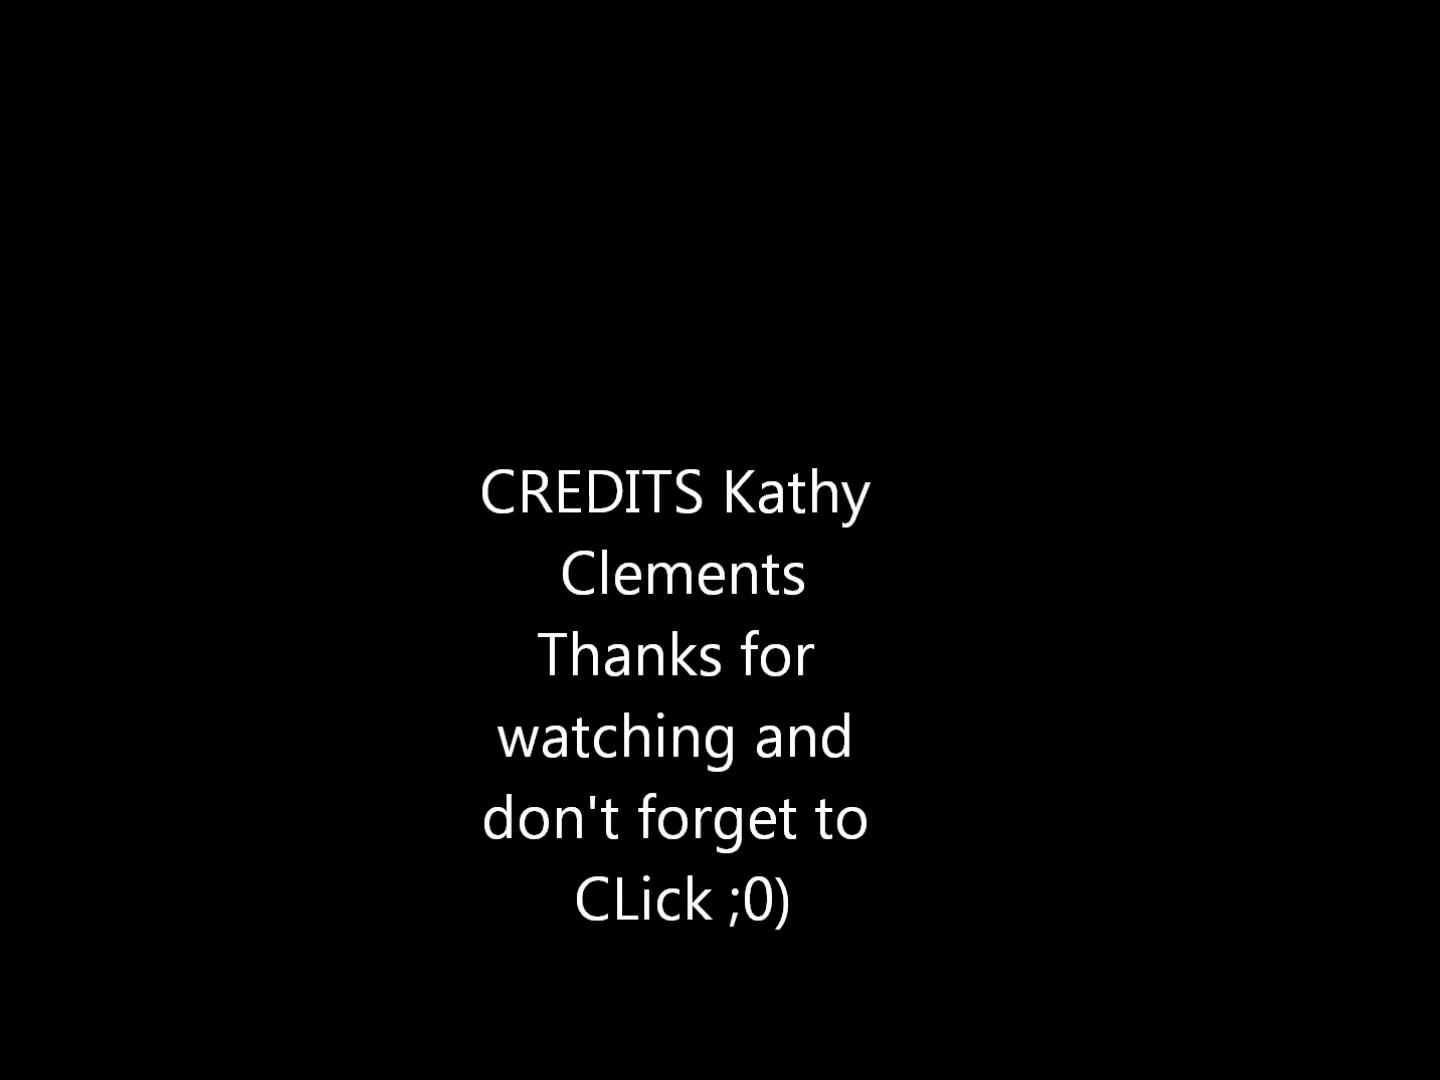 CREDITS Kathy
Clements
Thanks for
watching and
don't forget to
CLick ;0)